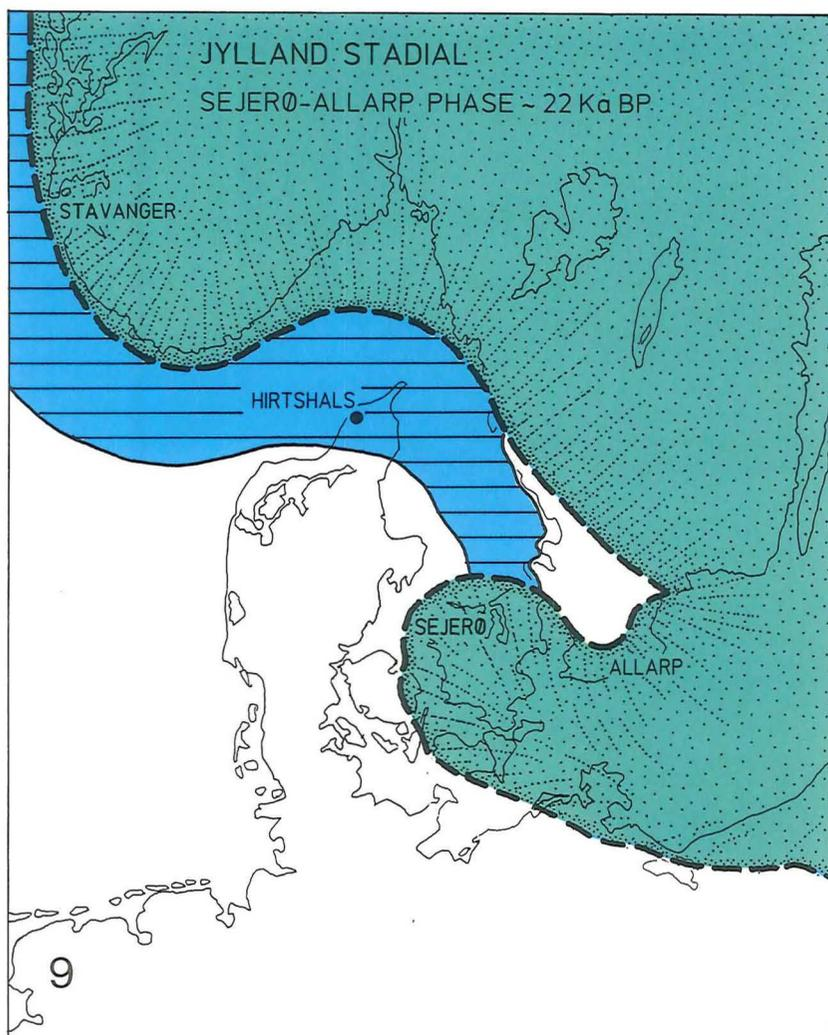 JYLLAND STADIAL
SEJERØ-ALLARP PHASE ~ 22 Ka BP
STAVANGER
HIRTSHALS
SEJERØ
ALLARP
9